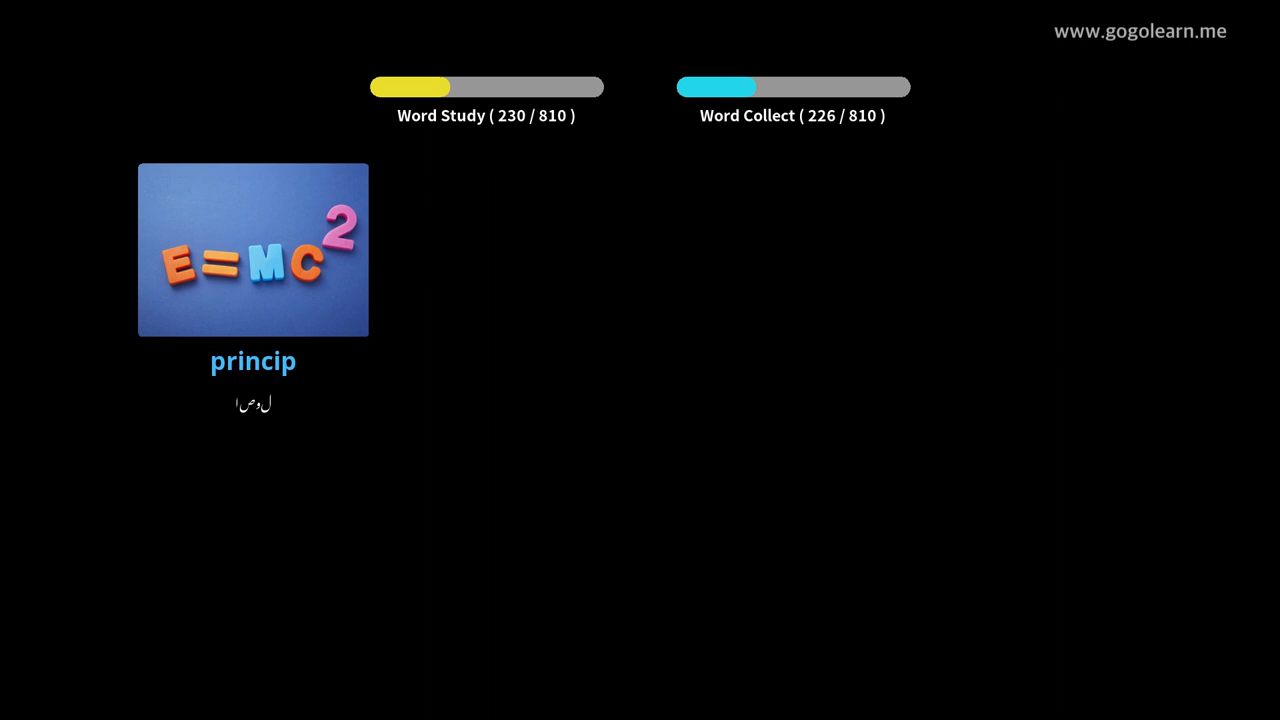 www.gogolearn.me
Word Study ( 230 / 810 )
Word Collect ( 226 / 810 )
E=MC²
princip
اصول